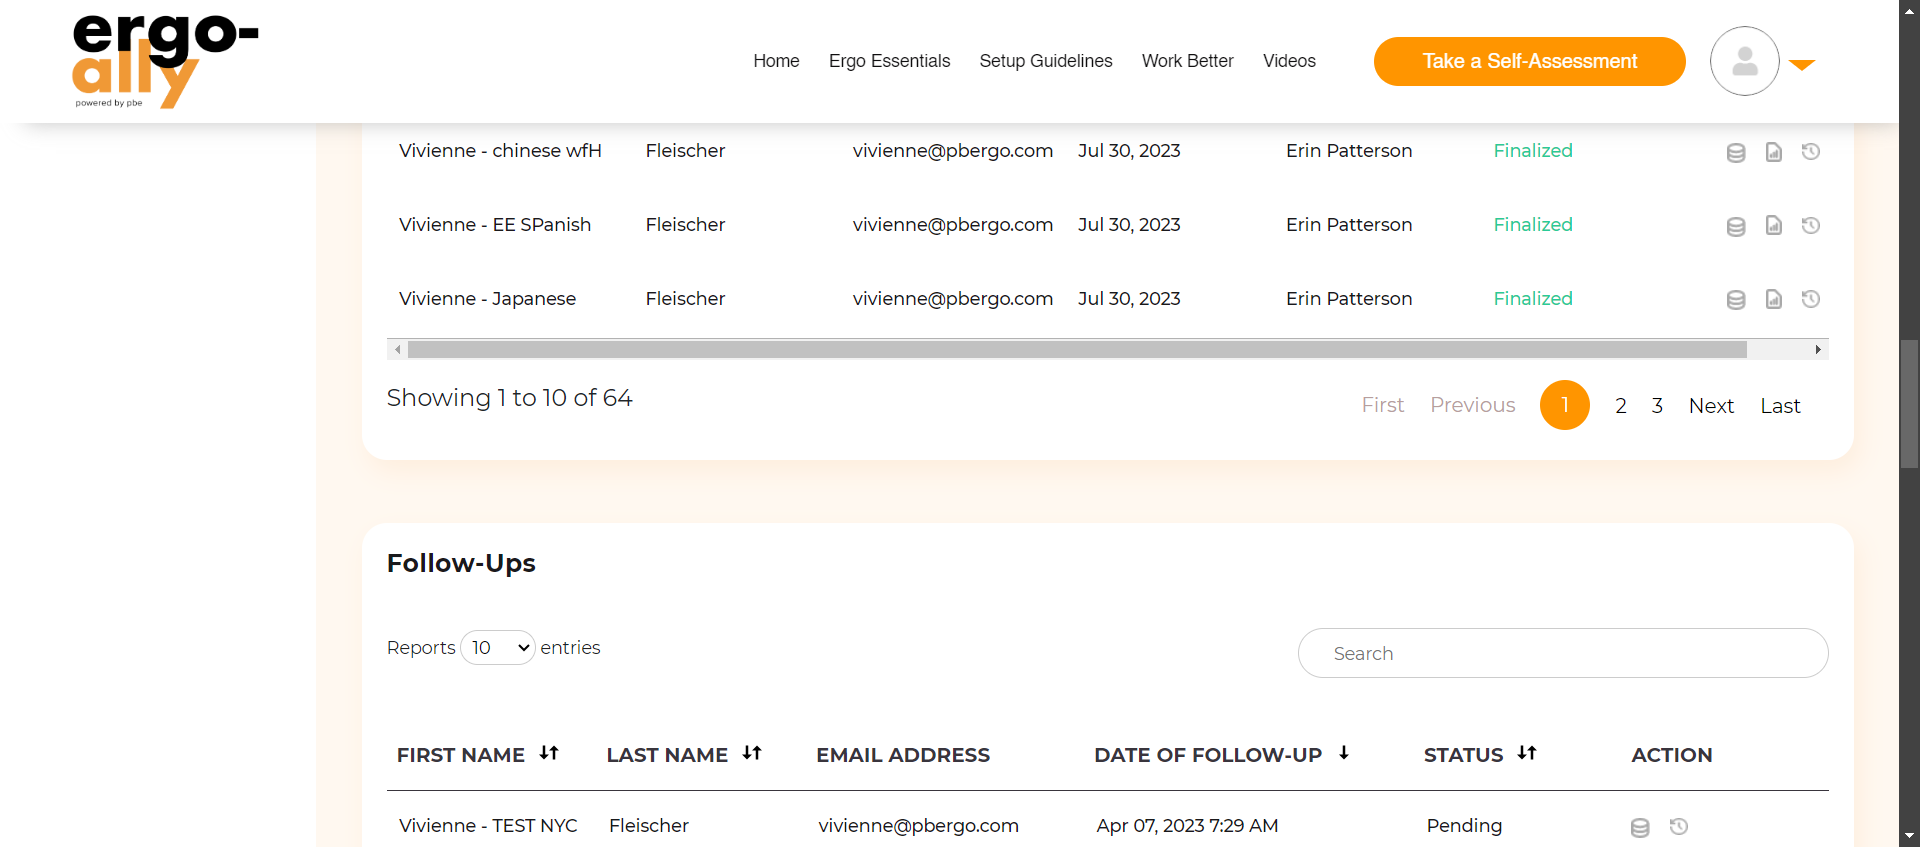 ergo-
ally
powered by pbe
Home Ergo Essentials Setup Guidelines Work Better Videos Take a Self-Assessment
Vivienne - chinese wfH Fleischer vivienne@pbergo.com Jul 30, 2023 Erin Patterson Finalized
Vivienne - EE SPanish Fleischer vivienne@pbergo.com Jul 30, 2023 Erin Patterson Finalized
Vivienne - Japanese Fleischer vivienne@pbergo.com Jul 30, 2023 Erin Patterson Finalized
Showing 1 to 10 of 64 First Previous 1 2 3 Next Last
Follow-Ups
Reports 10 entries Search
FIRST NAME LAST NAME EMAIL ADDRESS DATE OF FOLLOW-UP STATUS ACTION
Vivienne - TEST NYC Fleischer vivienne@pbergo.com Apr 07, 2023 7:29 AM Pending